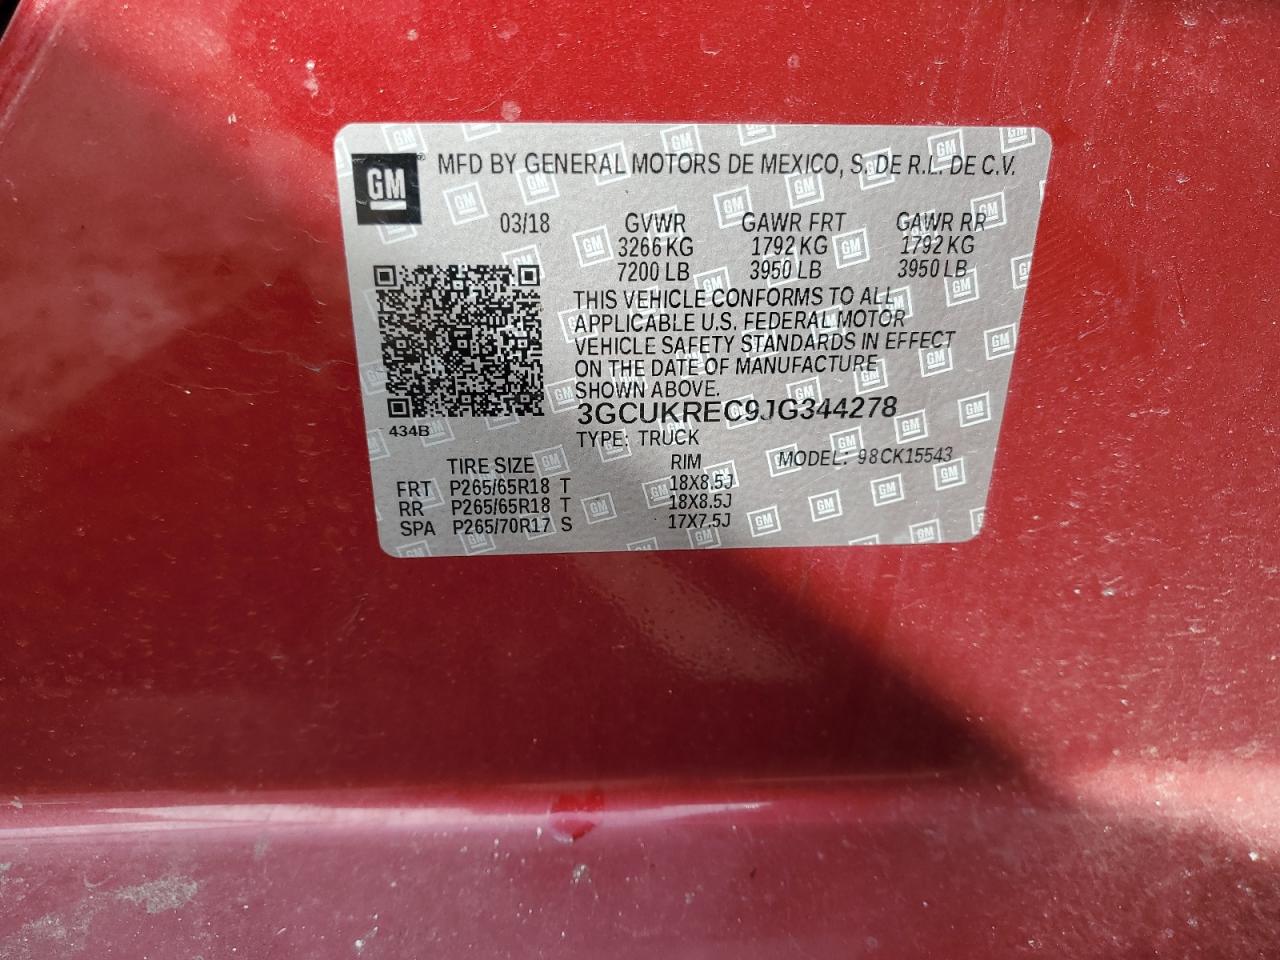 GM® MFD BY GENERAL MOTORS DE MEXICO, S. DE R.L. DE C.V.
03/18 GVWR GAWR FRT GAWR RR
3266 KG 1792 KG 1792 KG
7200 LB 3950 LB 3950 LB
THIS VEHICLE CONFORMS TO ALL
APPLICABLE U.S. FEDERAL MOTOR
VEHICLE SAFETY STANDARDS IN EFFECT
ON THE DATE OF MANUFACTURE
SHOWN ABOVE.
3GCUKREC9JG344278
434B
TYPE: TRUCK
MODEL: 98CK15543
TIRE SIZE RIM
FRT P265/65R18 T 18X8.5J
RR P265/65R18 T 18X8.5J
SPA P265/70R17 S 17X7.5J